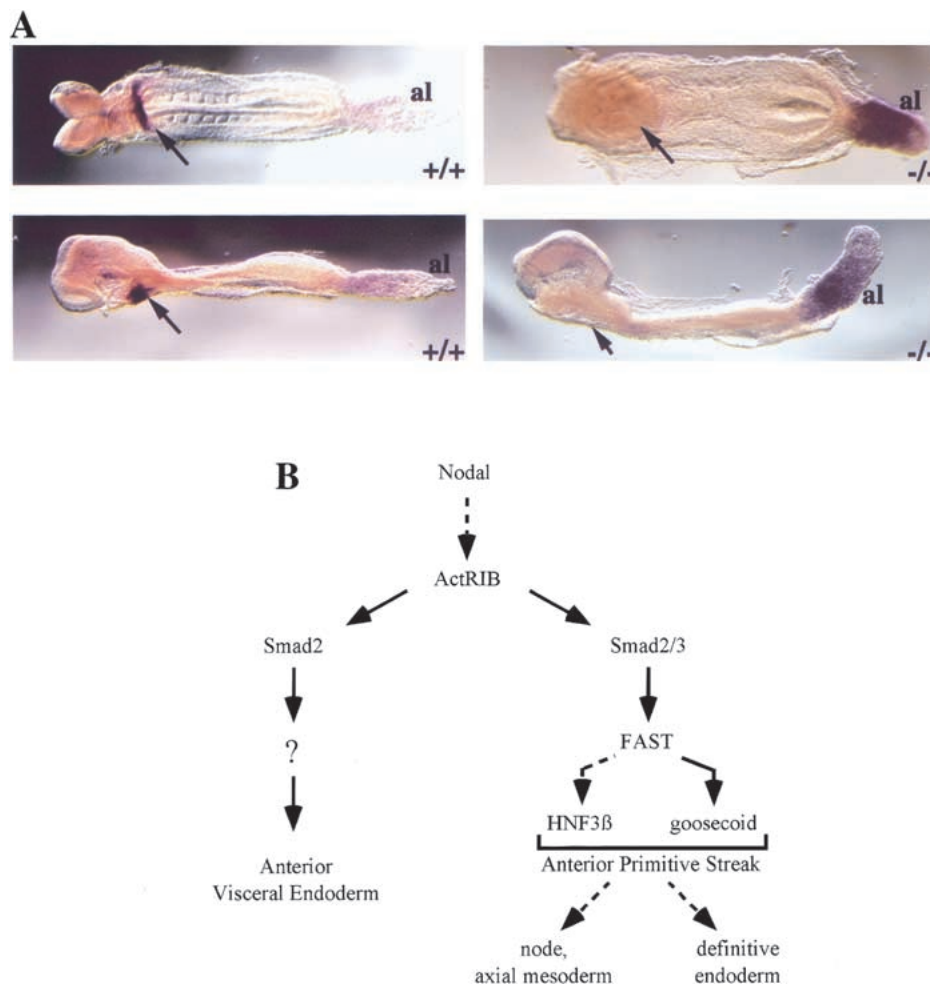 A
al
+/+
al
-/-
al
+/+
al
-/-
B
Nodal
ActRIB
Smad2
Smad2/3
?
FAST
HNF3ß
goosecoid
Anterior Primitive Streak
Anterior
Visceral Endoderm
node,
axial mesoderm
definitive
endoderm